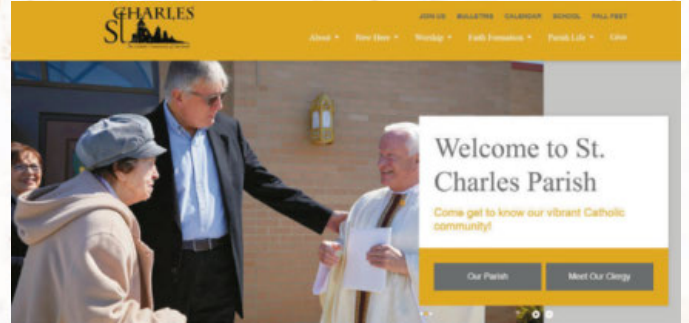 St. CHARLES
JOIN US BULLETINS CALENDAR SCHOOL FALL FEST
About New Here Worship Faith Formation Parish Life Give
Welcome to St.
Charles Parish
Come get to know our vibrant Catholic
community!
Our Parish Meet Our Clergy